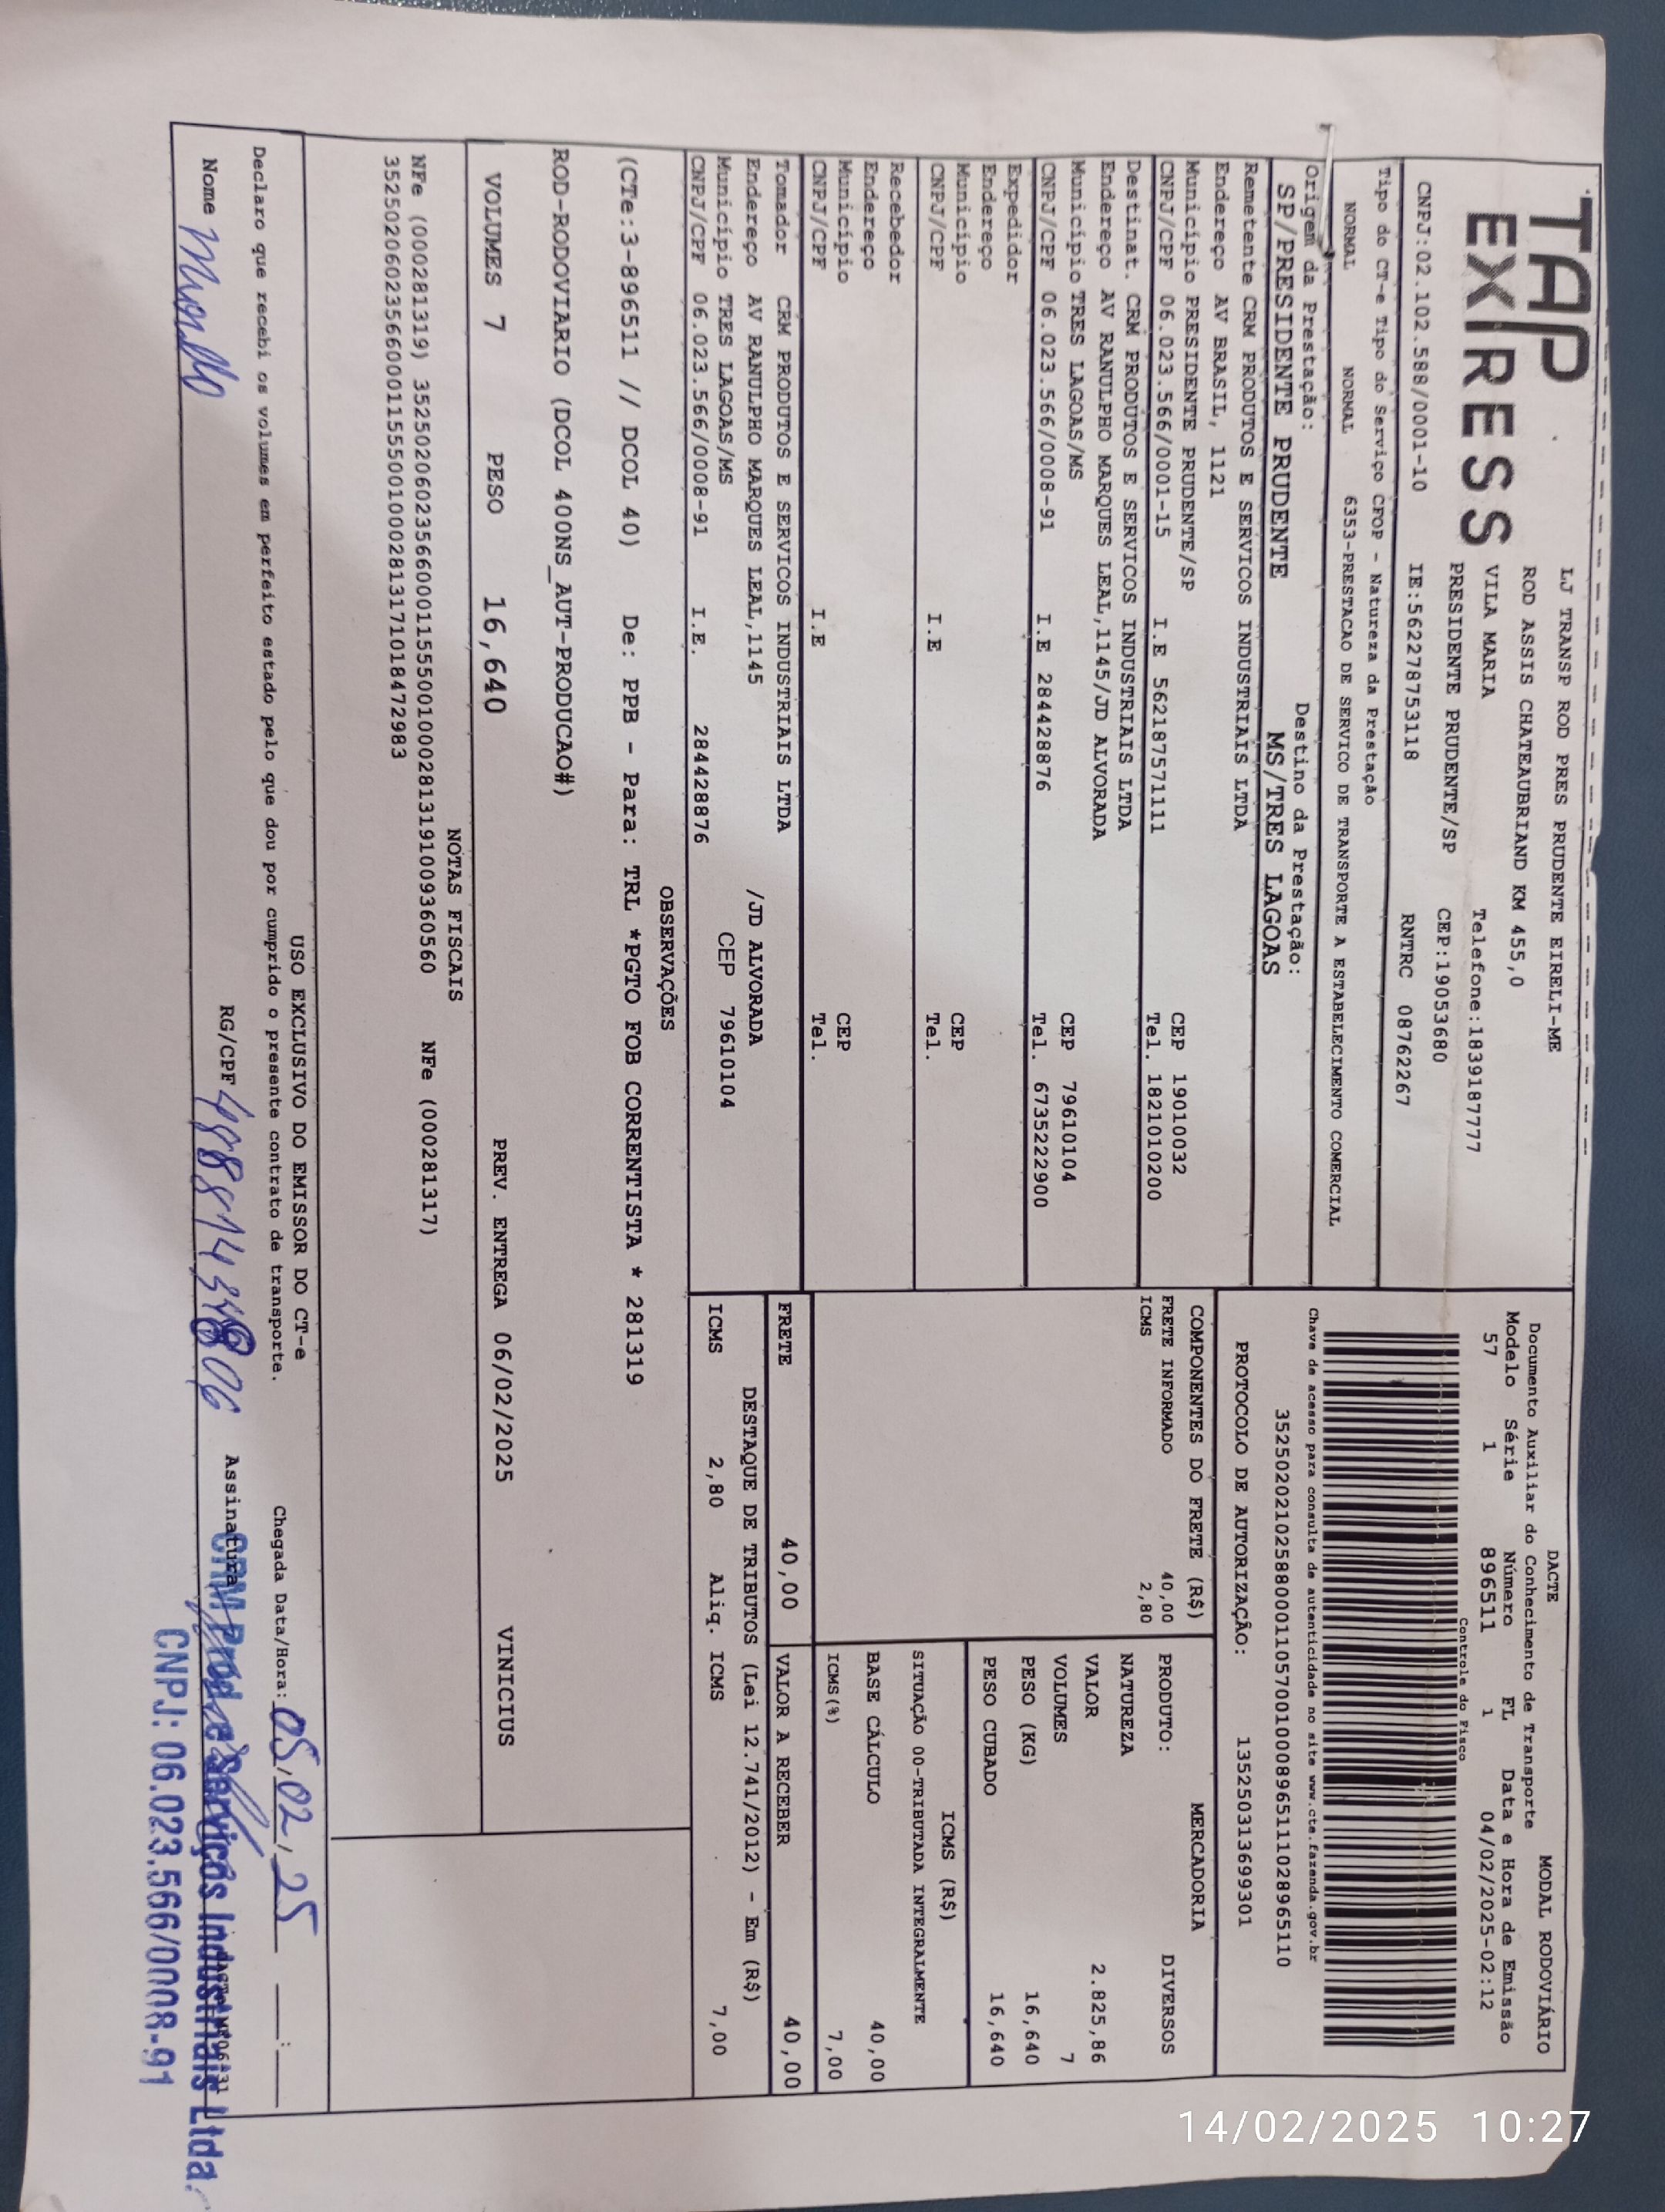 TAP EXPRESS
LJ TRANSP ROD PRES PRUDENTE EIRELI-ME
ROD ASSIS CHATEAUBRIAND KM 455,0
VILA MARIA Telefone:1839187777
PRESIDENTE PRUDENTE/SP CEP:19053680
CNPJ:02.102.588/0001-10 IE:562278753118 RNTRC 08762267
DACTE MODAL RODOVIÁRIO
Documento Auxiliar do Conhecimento de Transporte
Modelo Série Número FL Data e Hora de Emissão
57 1 896511 1 04/02/2025-02:12
Controle do Fisco
Chave de acesso para consulta de autenticidade no site www.cte.fazenda.gov.br
35250202102588000110570010008965111028965110
PROTOCOLO DE AUTORIZAÇÃO: 135250313699301
Tipo do CT-e Tipo do Serviço CFOP - Natureza da Prestação
NORMAL NORMAL 6353-PRESTACAO DE SERVICO DE TRANSPORTE A ESTABELECIMENTO COMERCIAL
Origem da Prestação: Destino da Prestação:
SP/PRESIDENTE PRUDENTE MS/TRES LAGOAS
Remetente CRM PRODUTOS E SERVICOS INDUSTRIAIS LTDA
Endereço AV BRASIL, 1121
Município PRESIDENTE PRUDENTE/SP CEP 19010032
CNPJ/CPF 06.023.566/0001-15 I.E 562187571111 Tel. 182101020​0
Destinat. CRM PRODUTOS E SERVICOS INDUSTRIAIS LTDA
Endereço AV RANULPHO MARQUES LEAL,1145/JD ALVORADA
Município TRES LAGOAS/MS CEP 79610104
CNPJ/CPF 06.023.566/0008-91 I.E 284428876 Tel. 6735222900
Expedidor
Endereço
Município CEP
CNPJ/CPF I.E Tel.
Recebedor
Endereço
Município CEP
CNPJ/CPF I.E Tel.
Tomador CRM PRODUTOS E SERVICOS INDUSTRIAIS LTDA
Endereço AV RANULPHO MARQUES LEAL,1145 /JD ALVORADA
Município TRES LAGOAS/MS CEP 79610104
CNPJ/CPF 06.023.566/0008-91 I.E. 284428876
COMPONENTES DO FRETE (R$)
FRETE INFORMADO 40,00
ICMS 2,80
MERCADORIA
PRODUTO: DIVERSOS
NATUREZA
VALOR 2.825,86
VOLUMES 7
PESO (KG) 16,640
PESO CUBADO 16,640
ICMS (R$)
SITUAÇÃO 00-TRIBUTADA INTEGRALMENTE
BASE CÁLCULO 40,00
ICMS(%) 7,00
FRETE 40,00 VALOR A RECEBER 40,00
DESTAQUE DE TRIBUTOS (Lei 12.741/2012) - Em (R$)
ICMS 2,80 Aliq. ICMS 7,00
OBSERVAÇÕES
(CTe:3-896511 // DCOL 40) De: PPB - Para: TRL *PGTO FOB CORRENTISTA * 281319
ROD-RODOVIARIO (DCOL 400NS_AUT-PRODUCAO#)
VOLUMES 7 PESO 16,640 PREV. ENTREGA 06/02/2025 VINICIUS
NOTAS FISCAIS
NFe (000281319) 35250206023566000115550010002813191009360560 NFe (000281317)
35250206023566000115550010002813171018472983
USO EXCLUSIVO DO EMISSOR DO CT-e
Declaro que recebi os volumes em perfeito estado pelo que dou por cumprido o presente contrato de transporte. Chegada Data/Hora: 05/02/25 __:__
Nome RG/CPF Assinatura
CRM Prod e Serviços Industriais Ltda.
CNPJ: 06.023.566/0008-91
14/02/2025 10:27